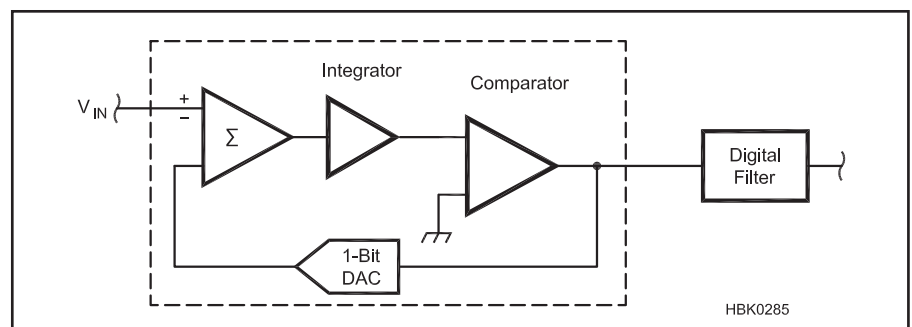 Integrator
Comparator
V IN
+
−
Σ
Digital
Filter
1-Bit
DAC
HBK0285